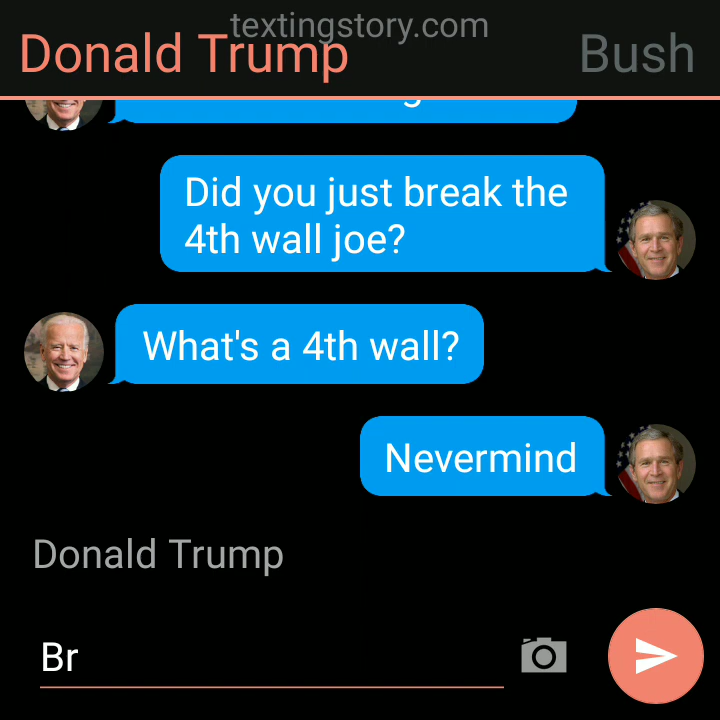 textingstory.com
Donald Trump
Bush
Did you just break the
4th wall joe?
What's a 4th wall?
Nevermind
Donald Trump
Br